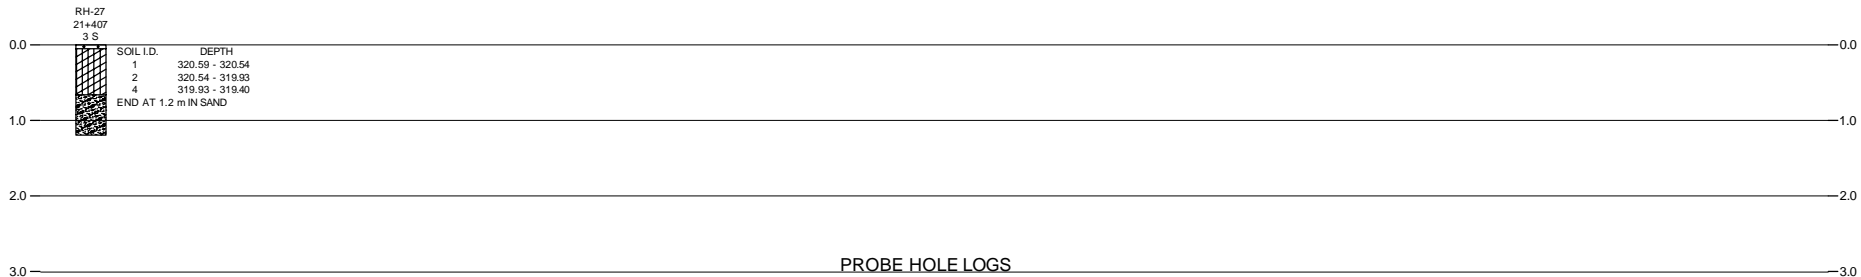 RH-27
21+407
3 S
0.0
0.0
SOIL I.D. DEPTH
1 320.59 - 320.54
2 320.54 - 319.93
4 319.93 - 319.40
END AT 1.2 m IN SAND
1.0
1.0
2.0
2.0
PROBE HOLE LOGS
3.0
3.0